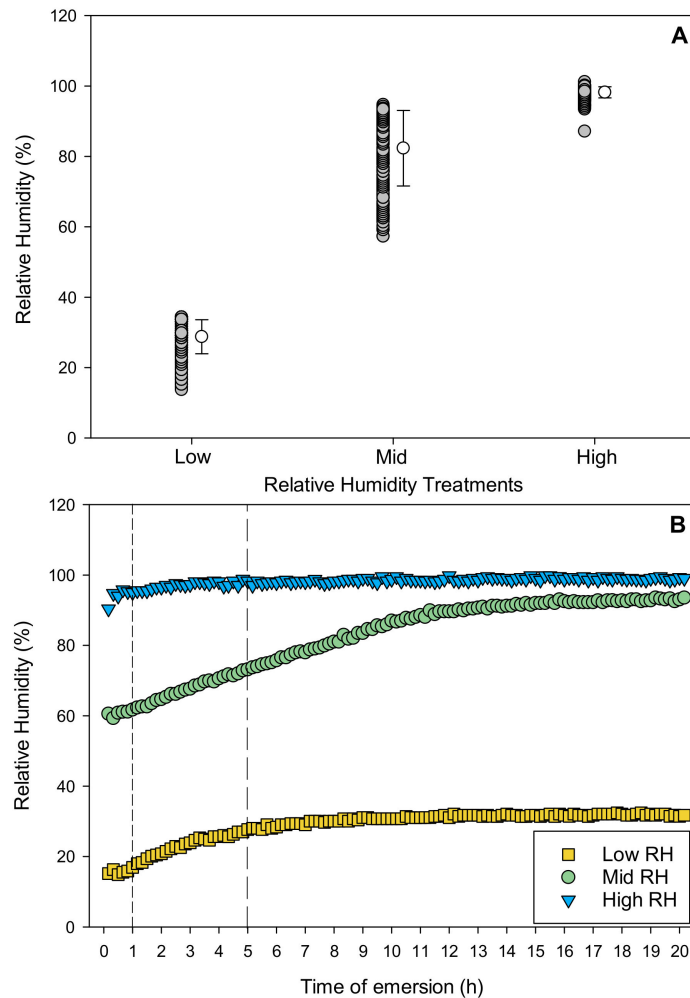 120
A
100
80
60
40
20
0
Relative Humidity (%)
Low Mid High
Relative Humidity Treatments
120
B
100
80
60
40
20
0
Relative Humidity (%)
Low RH
Mid RH
High RH
0 1 2 3 4 5 6 7 8 9 10 11 12 13 14 15 16 17 18 19 20
Time of emersion (h)